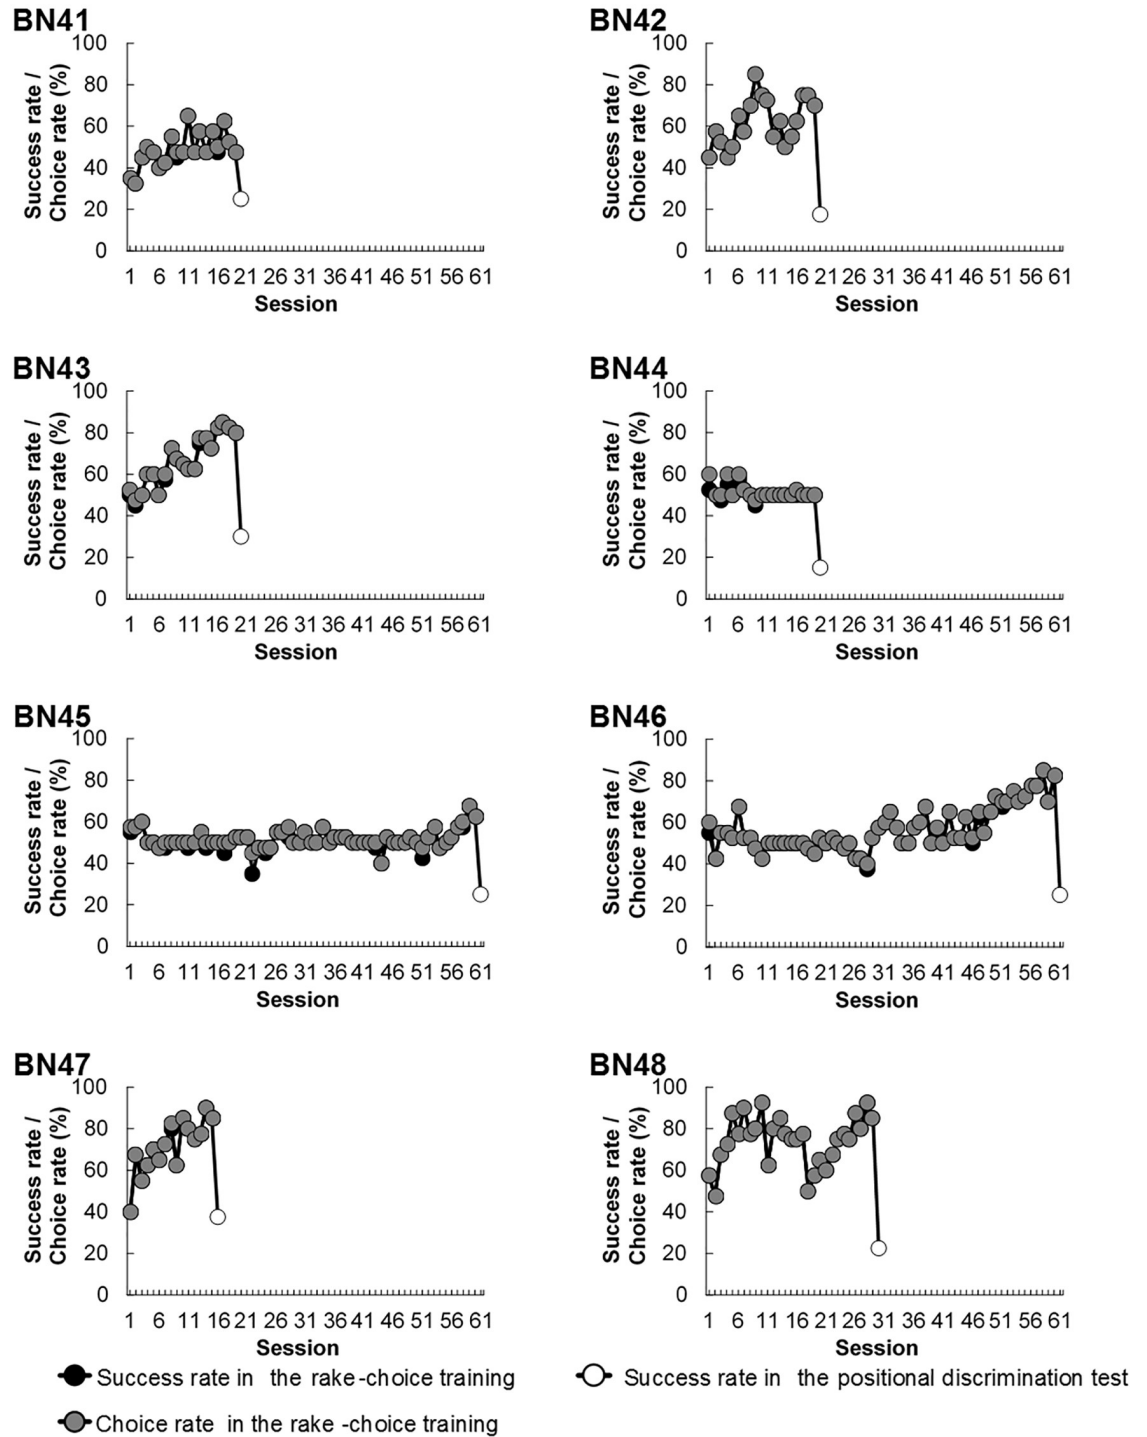 BN41
BN42
100
80
60
40
20
0
Success rate /
Choice rate (%)
1 6 11 16 21 26 31 36 41 46 51 56 61
Session
100
80
60
40
20
0
Success rate /
Choice rate (%)
1 6 11 16 21 26 31 36 41 46 51 56 61
Session
BN43
BN44
100
80
60
40
20
0
Success rate /
Choice rate (%)
1 6 11 16 21 26 31 36 41 46 51 56 61
Session
100
80
60
40
20
0
Success rate /
Choice rate (%)
1 6 11 16 21 26 31 36 41 46 51 56 61
Session
BN45
BN46
100
80
60
40
20
0
Success rate /
Choice rate (%)
1 6 11 16 21 26 31 36 41 46 51 56 61
Session
100
80
60
40
20
0
Success rate /
Choice rate (%)
1 6 11 16 21 26 31 36 41 46 51 56 61
Session
BN47
BN48
100
80
60
40
20
0
Success rate /
Choice rate (%)
1 6 11 16 21 26 31 36 41 46 51 56 61
Session
100
80
60
40
20
0
Success rate /
Choice rate (%)
1 6 11 16 21 26 31 36 41 46 51 56 61
Session
Success rate in the rake-choice training
Success rate in the positional discrimination test
Choice rate in the rake -choice training